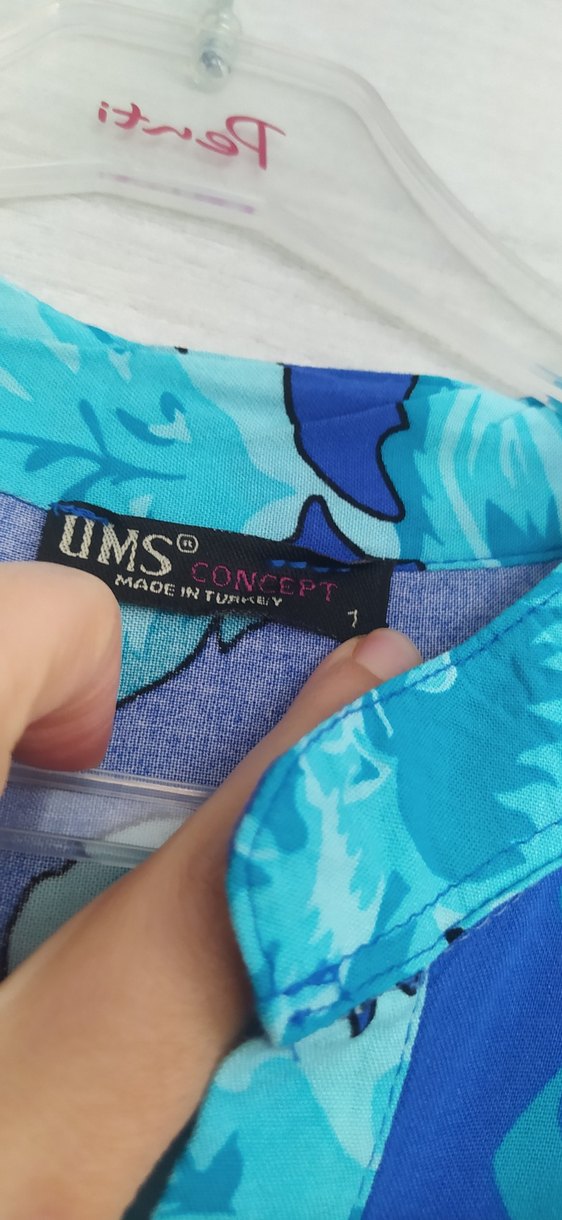 Penti
UMS®
CONCEPT
MADE IN TURKEY
1